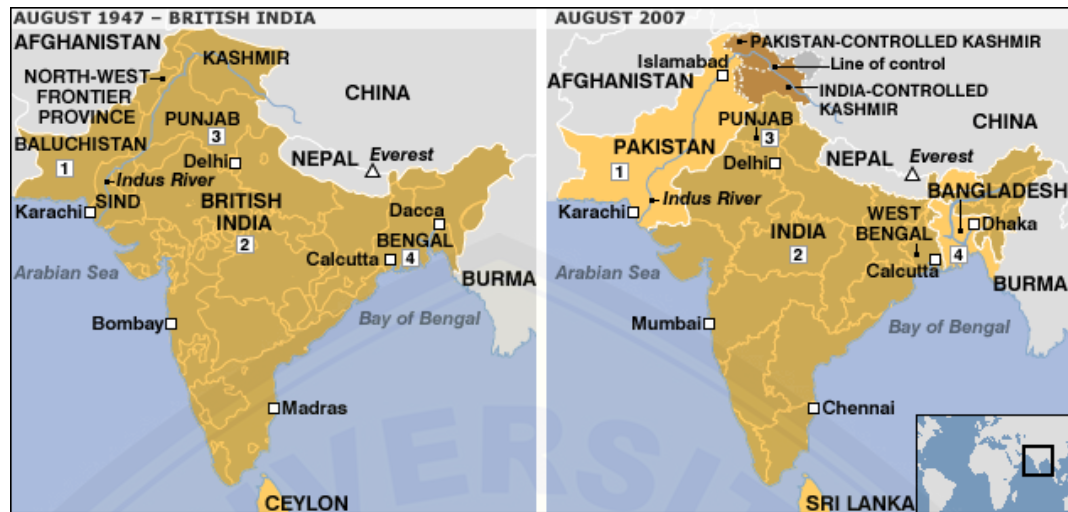 AUGUST 1947 – BRITISH INDIA
AFGHANISTAN
KASHMIR
NORTH-WEST
FRONTIER
PROVINCE
CHINA
PUNJAB
3
BALUCHISTAN
1
Delhi
NEPAL
Everest
Indus River
SIND
Karachi
BRITISH
INDIA
2
Dacca
BENGAL
Calcutta
4
Arabian Sea
BURMA
Bombay
Bay of Bengal
Madras
CEYLON
AUGUST 2007
PAKISTAN-CONTROLLED KASHMIR
Islamabad
Line of control
AFGHANISTAN
INDIA-CONTROLLED
KASHMIR
CHINA
PUNJAB
3
PAKISTAN
1
Delhi
NEPAL
Everest
Indus River
BANGLADESH
Karachi
WEST
BENGAL
Dhaka
INDIA
2
4
Calcutta
Arabian Sea
BURMA
Mumbai
Bay of Bengal
Chennai
SRI LANKA
VERSI